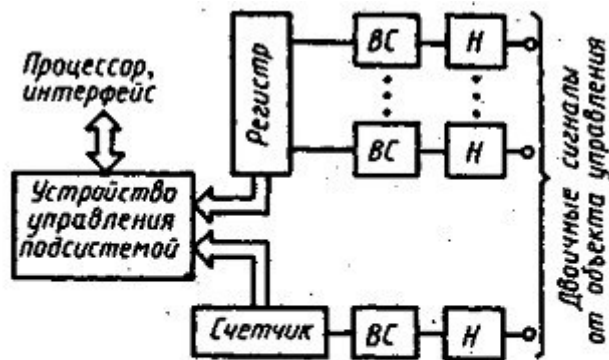 Процессор,
интерфейс
Устройство
управления
подсистемой
Регистр
ВС
Н
ВС
Н
Счетчик
ВС
Н
Двоичные сигналы
от объекта управления